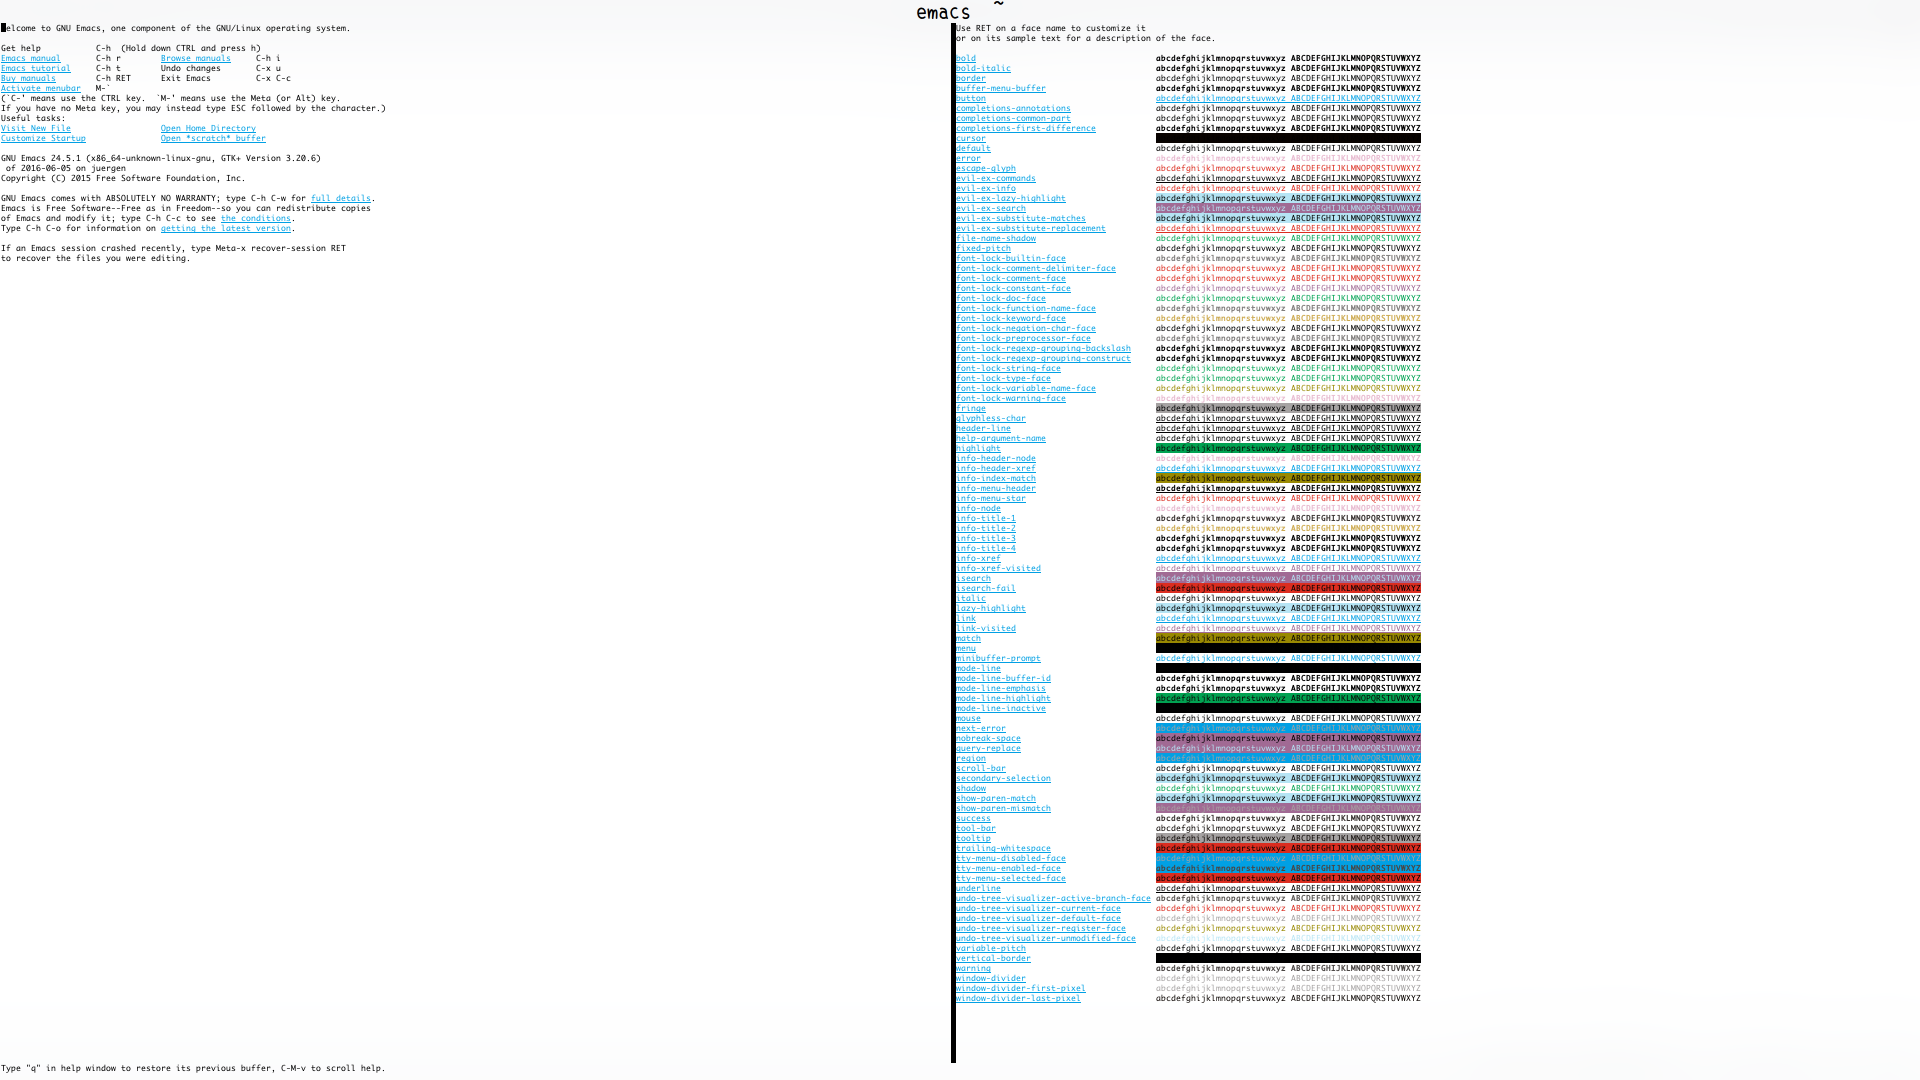 emacs ~
Welcome to GNU Emacs, one component of the GNU/Linux operating system.
Get help C-h (Hold down CTRL and press h)
Emacs manual C-h r Browse manuals C-h i
Emacs tutorial C-h t Undo changes C-x u
Buy manuals C-h RET Exit Emacs C-x C-c
Activate menubar M-`
(`C-' means use the CTRL key. `M-' means use the Meta (or Alt) key.
If you have no Meta key, you may instead type ESC followed by the character.)
Useful tasks:
Visit New File Open Home Directory
Customize Startup Open *scratch* buffer
GNU Emacs 24.5.1 (x86_64-unknown-linux-gnu, GTK+ Version 3.20.6)
of 2016-06-05 on juergen
Copyright (C) 2015 Free Software Foundation, Inc.
GNU Emacs comes with ABSOLUTELY NO WARRANTY; type C-h C-w for full details.
Emacs is Free Software--Free as in Freedom--so you can redistribute copies
of Emacs and modify it; type C-h C-c to see the conditions.
Type C-h C-o for information on getting the latest version.
If an Emacs session crashed recently, type Meta-x recover-session RET
to recover the files you were editing.
Use RET on a face name to customize it
or on its sample text for a description of the face.
bold abcdefghijklmnopqrstuvwxyz ABCDEFGHIJKLMNOPQRSTUVWXYZ
bold-italic abcdefghijklmnopqrstuvwxyz ABCDEFGHIJKLMNOPQRSTUVWXYZ
border abcdefghijklmnopqrstuvwxyz ABCDEFGHIJKLMNOPQRSTUVWXYZ
buffer-menu-buffer abcdefghijklmnopqrstuvwxyz ABCDEFGHIJKLMNOPQRSTUVWXYZ
button abcdefghijklmnopqrstuvwxyz ABCDEFGHIJKLMNOPQRSTUVWXYZ
completions-annotations abcdefghijklmnopqrstuvwxyz ABCDEFGHIJKLMNOPQRSTUVWXYZ
completions-common-part abcdefghijklmnopqrstuvwxyz ABCDEFGHIJKLMNOPQRSTUVWXYZ
completions-first-difference abcdefghijklmnopqrstuvwxyz ABCDEFGHIJKLMNOPQRSTUVWXYZ
cursor
default abcdefghijklmnopqrstuvwxyz ABCDEFGHIJKLMNOPQRSTUVWXYZ
error abcdefghijklmnopqrstuvwxyz ABCDEFGHIJKLMNOPQRSTUVWXYZ
escape-glyph abcdefghijklmnopqrstuvwxyz ABCDEFGHIJKLMNOPQRSTUVWXYZ
evil-ex-commands abcdefghijklmnopqrstuvwxyz ABCDEFGHIJKLMNOPQRSTUVWXYZ
evil-ex-info abcdefghijklmnopqrstuvwxyz ABCDEFGHIJKLMNOPQRSTUVWXYZ
evil-ex-lazy-highlight abcdefghijklmnopqrstuvwxyz ABCDEFGHIJKLMNOPQRSTUVWXYZ
evil-ex-search abcdefghijklmnopqrstuvwxyz ABCDEFGHIJKLMNOPQRSTUVWXYZ
evil-ex-substitute-matches abcdefghijklmnopqrstuvwxyz ABCDEFGHIJKLMNOPQRSTUVWXYZ
evil-ex-substitute-replacement abcdefghijklmnopqrstuvwxyz ABCDEFGHIJKLMNOPQRSTUVWXYZ
file-name-shadow abcdefghijklmnopqrstuvwxyz ABCDEFGHIJKLMNOPQRSTUVWXYZ
fixed-pitch abcdefghijklmnopqrstuvwxyz ABCDEFGHIJKLMNOPQRSTUVWXYZ
font-lock-builtin-face abcdefghijklmnopqrstuvwxyz ABCDEFGHIJKLMNOPQRSTUVWXYZ
font-lock-comment-delimiter-face abcdefghijklmnopqrstuvwxyz ABCDEFGHIJKLMNOPQRSTUVWXYZ
font-lock-comment-face abcdefghijklmnopqrstuvwxyz ABCDEFGHIJKLMNOPQRSTUVWXYZ
font-lock-constant-face abcdefghijklmnopqrstuvwxyz ABCDEFGHIJKLMNOPQRSTUVWXYZ
font-lock-doc-face abcdefghijklmnopqrstuvwxyz ABCDEFGHIJKLMNOPQRSTUVWXYZ
font-lock-function-name-face abcdefghijklmnopqrstuvwxyz ABCDEFGHIJKLMNOPQRSTUVWXYZ
font-lock-keyword-face abcdefghijklmnopqrstuvwxyz ABCDEFGHIJKLMNOPQRSTUVWXYZ
font-lock-negation-char-face abcdefghijklmnopqrstuvwxyz ABCDEFGHIJKLMNOPQRSTUVWXYZ
font-lock-preprocessor-face abcdefghijklmnopqrstuvwxyz ABCDEFGHIJKLMNOPQRSTUVWXYZ
font-lock-regexp-grouping-backslash abcdefghijklmnopqrstuvwxyz ABCDEFGHIJKLMNOPQRSTUVWXYZ
font-lock-regexp-grouping-construct abcdefghijklmnopqrstuvwxyz ABCDEFGHIJKLMNOPQRSTUVWXYZ
font-lock-string-face abcdefghijklmnopqrstuvwxyz ABCDEFGHIJKLMNOPQRSTUVWXYZ
font-lock-type-face abcdefghijklmnopqrstuvwxyz ABCDEFGHIJKLMNOPQRSTUVWXYZ
font-lock-variable-name-face abcdefghijklmnopqrstuvwxyz ABCDEFGHIJKLMNOPQRSTUVWXYZ
font-lock-warning-face abcdefghijklmnopqrstuvwxyz ABCDEFGHIJKLMNOPQRSTUVWXYZ
fringe abcdefghijklmnopqrstuvwxyz ABCDEFGHIJKLMNOPQRSTUVWXYZ
glyphless-char abcdefghijklmnopqrstuvwxyz ABCDEFGHIJKLMNOPQRSTUVWXYZ
header-line abcdefghijklmnopqrstuvwxyz ABCDEFGHIJKLMNOPQRSTUVWXYZ
help-argument-name abcdefghijklmnopqrstuvwxyz ABCDEFGHIJKLMNOPQRSTUVWXYZ
highlight abcdefghijklmnopqrstuvwxyz ABCDEFGHIJKLMNOPQRSTUVWXYZ
info-header-node abcdefghijklmnopqrstuvwxyz ABCDEFGHIJKLMNOPQRSTUVWXYZ
info-header-xref abcdefghijklmnopqrstuvwxyz ABCDEFGHIJKLMNOPQRSTUVWXYZ
info-index-match abcdefghijklmnopqrstuvwxyz ABCDEFGHIJKLMNOPQRSTUVWXYZ
info-menu-header abcdefghijklmnopqrstuvwxyz ABCDEFGHIJKLMNOPQRSTUVWXYZ
info-menu-star abcdefghijklmnopqrstuvwxyz ABCDEFGHIJKLMNOPQRSTUVWXYZ
info-node abcdefghijklmnopqrstuvwxyz ABCDEFGHIJKLMNOPQRSTUVWXYZ
info-title-1 abcdefghijklmnopqrstuvwxyz ABCDEFGHIJKLMNOPQRSTUVWXYZ
info-title-2 abcdefghijklmnopqrstuvwxyz ABCDEFGHIJKLMNOPQRSTUVWXYZ
info-title-3 abcdefghijklmnopqrstuvwxyz ABCDEFGHIJKLMNOPQRSTUVWXYZ
info-title-4 abcdefghijklmnopqrstuvwxyz ABCDEFGHIJKLMNOPQRSTUVWXYZ
info-xref abcdefghijklmnopqrstuvwxyz ABCDEFGHIJKLMNOPQRSTUVWXYZ
info-xref-visited abcdefghijklmnopqrstuvwxyz ABCDEFGHIJKLMNOPQRSTUVWXYZ
isearch abcdefghijklmnopqrstuvwxyz ABCDEFGHIJKLMNOPQRSTUVWXYZ
isearch-fail abcdefghijklmnopqrstuvwxyz ABCDEFGHIJKLMNOPQRSTUVWXYZ
italic abcdefghijklmnopqrstuvwxyz ABCDEFGHIJKLMNOPQRSTUVWXYZ
lazy-highlight abcdefghijklmnopqrstuvwxyz ABCDEFGHIJKLMNOPQRSTUVWXYZ
link abcdefghijklmnopqrstuvwxyz ABCDEFGHIJKLMNOPQRSTUVWXYZ
link-visited abcdefghijklmnopqrstuvwxyz ABCDEFGHIJKLMNOPQRSTUVWXYZ
match abcdefghijklmnopqrstuvwxyz ABCDEFGHIJKLMNOPQRSTUVWXYZ
menu
minibuffer-prompt abcdefghijklmnopqrstuvwxyz ABCDEFGHIJKLMNOPQRSTUVWXYZ
mode-line
mode-line-buffer-id abcdefghijklmnopqrstuvwxyz ABCDEFGHIJKLMNOPQRSTUVWXYZ
mode-line-emphasis abcdefghijklmnopqrstuvwxyz ABCDEFGHIJKLMNOPQRSTUVWXYZ
mode-line-highlight abcdefghijklmnopqrstuvwxyz ABCDEFGHIJKLMNOPQRSTUVWXYZ
mode-line-inactive
mouse abcdefghijklmnopqrstuvwxyz ABCDEFGHIJKLMNOPQRSTUVWXYZ
next-error abcdefghijklmnopqrstuvwxyz ABCDEFGHIJKLMNOPQRSTUVWXYZ
nobreak-space abcdefghijklmnopqrstuvwxyz ABCDEFGHIJKLMNOPQRSTUVWXYZ
query-replace abcdefghijklmnopqrstuvwxyz ABCDEFGHIJKLMNOPQRSTUVWXYZ
region abcdefghijklmnopqrstuvwxyz ABCDEFGHIJKLMNOPQRSTUVWXYZ
scroll-bar abcdefghijklmnopqrstuvwxyz ABCDEFGHIJKLMNOPQRSTUVWXYZ
secondary-selection abcdefghijklmnopqrstuvwxyz ABCDEFGHIJKLMNOPQRSTUVWXYZ
shadow abcdefghijklmnopqrstuvwxyz ABCDEFGHIJKLMNOPQRSTUVWXYZ
show-paren-match abcdefghijklmnopqrstuvwxyz ABCDEFGHIJKLMNOPQRSTUVWXYZ
show-paren-mismatch abcdefghijklmnopqrstuvwxyz ABCDEFGHIJKLMNOPQRSTUVWXYZ
success abcdefghijklmnopqrstuvwxyz ABCDEFGHIJKLMNOPQRSTUVWXYZ
tool-bar abcdefghijklmnopqrstuvwxyz ABCDEFGHIJKLMNOPQRSTUVWXYZ
tooltip abcdefghijklmnopqrstuvwxyz ABCDEFGHIJKLMNOPQRSTUVWXYZ
trailing-whitespace abcdefghijklmnopqrstuvwxyz ABCDEFGHIJKLMNOPQRSTUVWXYZ
tty-menu-disabled-face abcdefghijklmnopqrstuvwxyz ABCDEFGHIJKLMNOPQRSTUVWXYZ
tty-menu-enabled-face abcdefghijklmnopqrstuvwxyz ABCDEFGHIJKLMNOPQRSTUVWXYZ
tty-menu-selected-face abcdefghijklmnopqrstuvwxyz ABCDEFGHIJKLMNOPQRSTUVWXYZ
underline abcdefghijklmnopqrstuvwxyz ABCDEFGHIJKLMNOPQRSTUVWXYZ
undo-tree-visualizer-active-branch-face abcdefghijklmnopqrstuvwxyz ABCDEFGHIJKLMNOPQRSTUVWXYZ
undo-tree-visualizer-current-face abcdefghijklmnopqrstuvwxyz ABCDEFGHIJKLMNOPQRSTUVWXYZ
undo-tree-visualizer-default-face abcdefghijklmnopqrstuvwxyz ABCDEFGHIJKLMNOPQRSTUVWXYZ
undo-tree-visualizer-register-face abcdefghijklmnopqrstuvwxyz ABCDEFGHIJKLMNOPQRSTUVWXYZ
undo-tree-visualizer-unmodified-face abcdefghijklmnopqrstuvwxyz ABCDEFGHIJKLMNOPQRSTUVWXYZ
variable-pitch abcdefghijklmnopqrstuvwxyz ABCDEFGHIJKLMNOPQRSTUVWXYZ
vertical-border
warning abcdefghijklmnopqrstuvwxyz ABCDEFGHIJKLMNOPQRSTUVWXYZ
window-divider abcdefghijklmnopqrstuvwxyz ABCDEFGHIJKLMNOPQRSTUVWXYZ
window-divider-first-pixel abcdefghijklmnopqrstuvwxyz ABCDEFGHIJKLMNOPQRSTUVWXYZ
window-divider-last-pixel abcdefghijklmnopqrstuvwxyz ABCDEFGHIJKLMNOPQRSTUVWXYZ
Type "q" in help window to restore its previous buffer, C-M-v to scroll help.